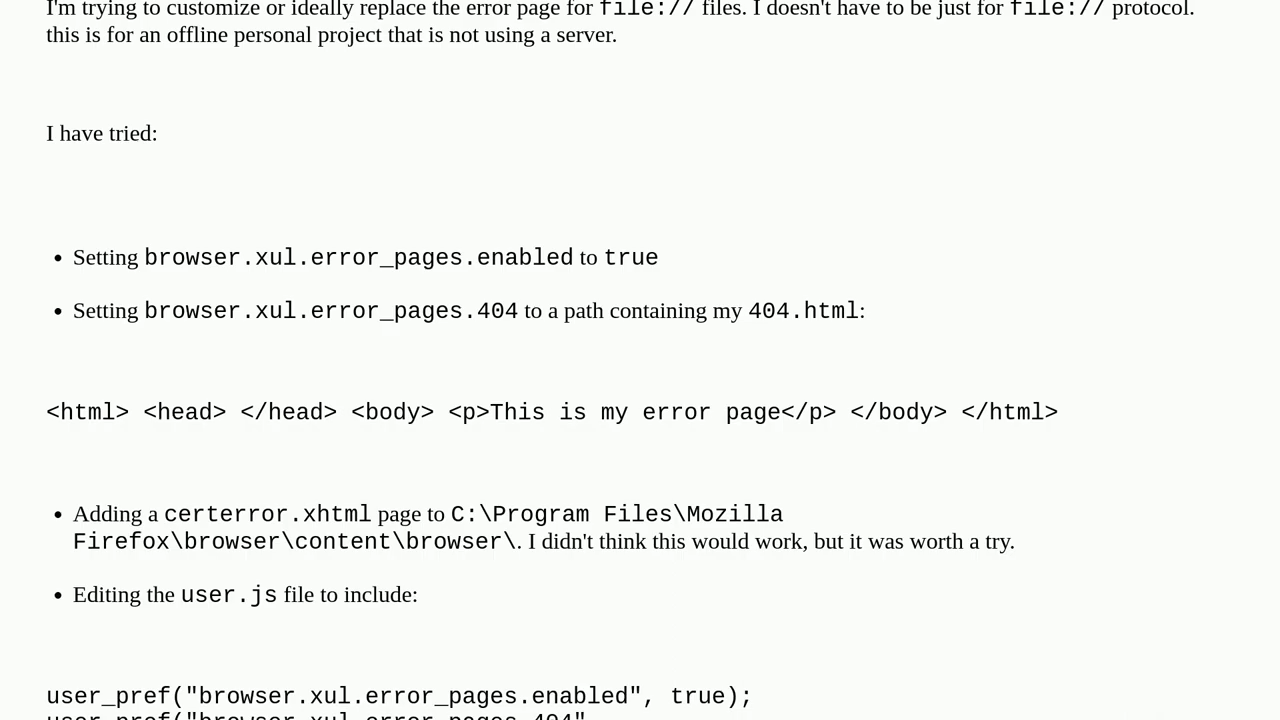 I'm trying to customize or ideally replace the error page for file:// files. I doesn't have to be just for file:// protocol.
this is for an offline personal project that is not using a server.
I have tried:
• Setting browser.xul.error_pages.enabled to true
• Setting browser.xul.error_pages.404 to a path containing my 404.html:
<html> <head> </head> <body> <p>This is my error page</p> </body> </html>
• Adding a certerror.xhtml page to C:\Program Files\Mozilla
Firefox\browser\content\browser\. I didn't think this would work, but it was worth a try.
• Editing the user.js file to include:
user_pref("browser.xul.error_pages.enabled", true);
user_pref("browser.xul.error_pages.404",